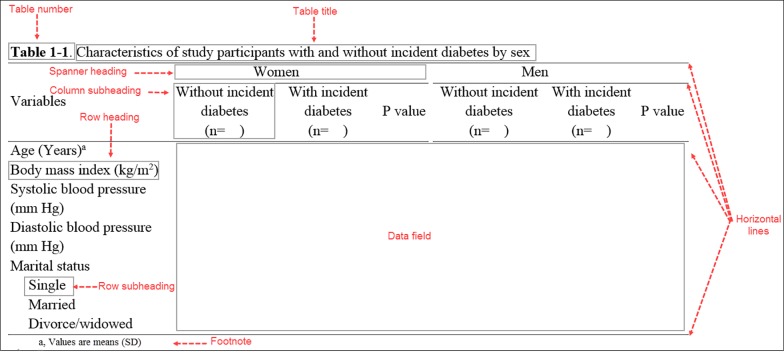 Table number
Table title
Table 1-1. Characteristics of study participants with and without incident diabetes by sex
Spanner heading Women Men
Column subheading Without incident With incident Without incident With incident
Variables diabetes diabetes P value diabetes diabetes P value
Row heading (n= ) (n= ) (n= ) (n= )
Age (Years)ᵃ
Body mass index (kg/m²)
Systolic blood pressure
(mm Hg)
Horizontal
lines
Diastolic blood pressure
(mm Hg)
Data field
Marital status
Single Row subheading
Married
Divorce/widowed
a, Values are means (SD) Footnote